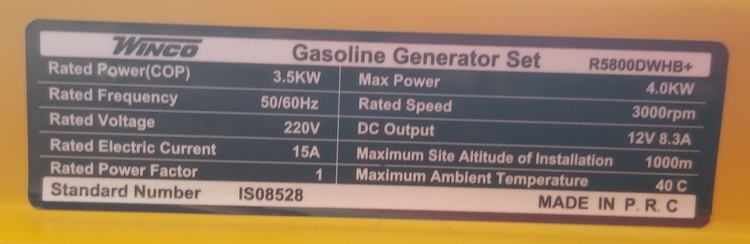 WINCO Gasoline Generator Set R5800DWHB+
Rated Power(COP) 3.5KW Max Power 4.0KW
Rated Frequency 50/60Hz Rated Speed 3000rpm
Rated Voltage 220V DC Output 12V 8.3A
Rated Electric Current 15A Maximum Site Altitude of Installation 1000m
Rated Power Factor 1 Maximum Ambient Temperature 40 C
Standard Number IS08528 MADE IN P. R. C